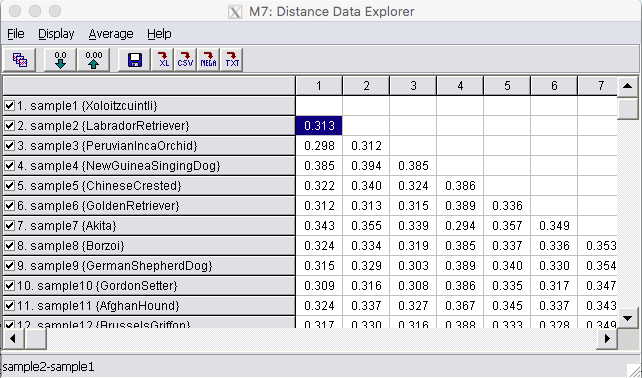 M7: Distance Data Explorer
File Display Average Help
0.0 0.00 XL CSV MEGA TXT
1 2 3 4 5 6 7
1. sample1 {Xoloitzcuintli}
2. sample2 {LabradorRetriever} 0.313
3. sample3 {PeruvianIncaOrchid} 0.298 0.312
4. sample4 {NewGuineaSingingDog} 0.385 0.394 0.385
5. sample5 {ChineseCrested} 0.322 0.340 0.324 0.386
6. sample6 {GoldenRetriever} 0.312 0.313 0.315 0.389 0.336
7. sample7 {Akita} 0.343 0.355 0.339 0.294 0.357 0.349
8. sample8 {Borzoi} 0.324 0.334 0.319 0.385 0.337 0.336 0.353
9. sample9 {GermanShepherdDog} 0.315 0.329 0.303 0.389 0.340 0.330 0.354
10. sample10 {GordonSetter} 0.309 0.316 0.308 0.386 0.335 0.317 0.347
11. sample11 {AfghanHound} 0.324 0.337 0.327 0.367 0.345 0.337 0.343
12. sample12 {BrusselsGriffon} 0.317 0.330 0.316 0.388 0.333 0.328 0.349
sample2-sample1